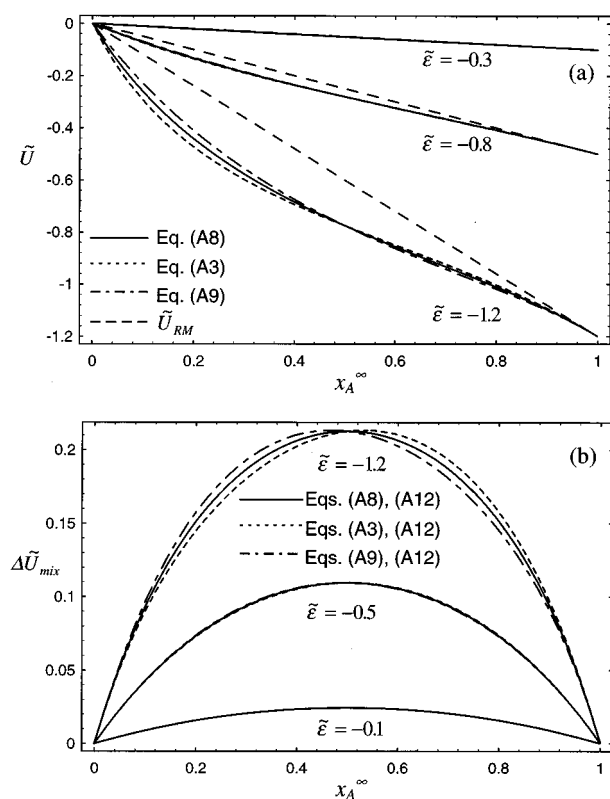 0
-0.2
-0.4
-0.6
-0.8
-1
-1.2
Ũ
ε̃ = −0.3
(a)
ε̃ = −0.8
ε̃ = −1.2
Eq. (A8)
Eq. (A3)
Eq. (A9)
Ũ_RM
0 0.2 0.4 0.6 0.8 1
x_A^∞
0.2
0.15
0.1
0.05
0
ΔŨ_mix
(b)
ε̃ = −1.2
Eqs. (A8), (A12)
Eqs. (A3), (A12)
Eqs. (A9), (A12)
ε̃ = −0.5
ε̃ = −0.1
0 0.2 0.4 0.6 0.8 1
x_A^∞